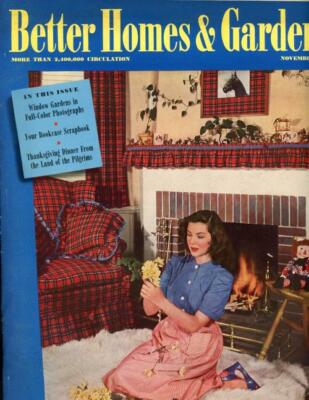 Better Homes & Garden
MORE THAN 2,400,000 CIRCULATION
NOVEMBE
IN THIS ISSUE
Window Gardens in
Full-Color Photographs
Your Bookcase Scrapbook
Thanksgiving Dinner From
the Land of the Pilgrims